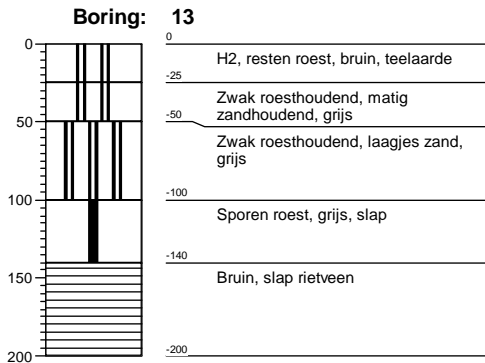 Boring: 13
0
0
H2, resten roest, bruin, teelaarde
-25
Zwak roesthoudend, matig
zandhoudend, grijs
50
-50
Zwak roesthoudend, laagjes zand,
grijs
100
-100
Sporen roest, grijs, slap
-140
150
Bruin, slap rietveen
200
-200